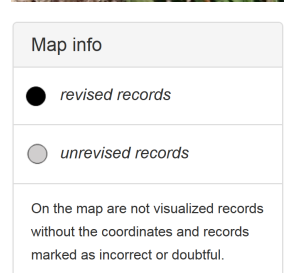 Map info
revised records
unrevised records
On the map are not visualized records
without the coordinates and records
marked as incorrect or doubtful.